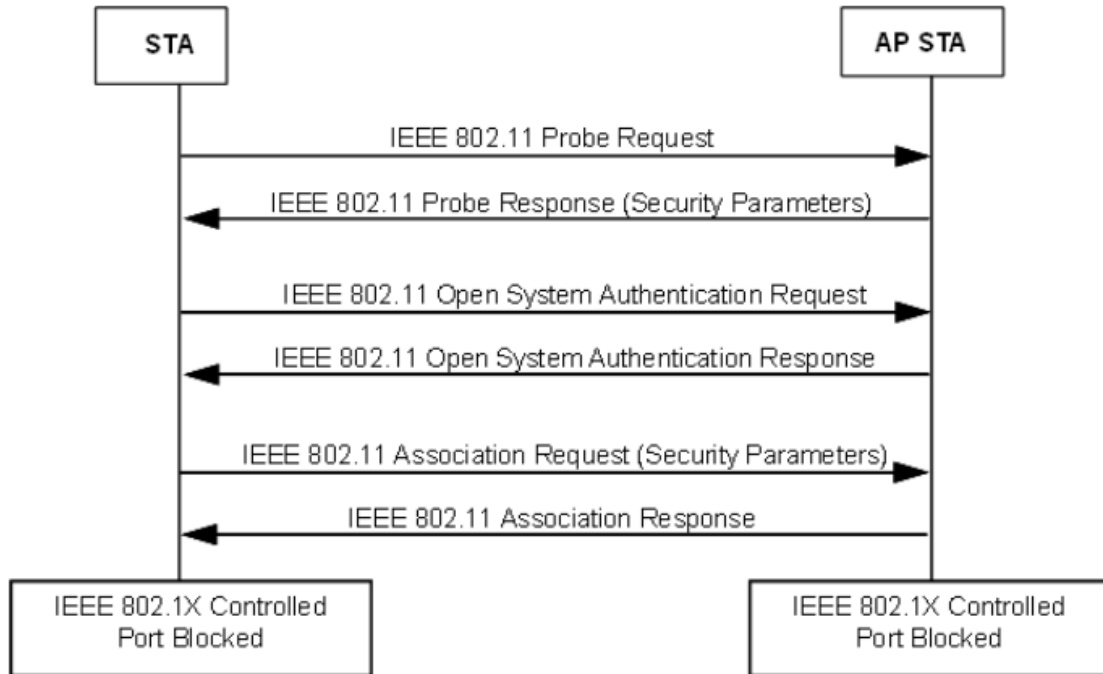 STA
AP STA
IEEE 802.11 Probe Request
IEEE 802.11 Probe Response (Security Parameters)
IEEE 802.11 Open System Authentication Request
IEEE 802.11 Open System Authentication Response
IEEE 802.11 Association Request (Security Parameters)
IEEE 802.11 Association Response
IEEE 802.1X Controlled
Port Blocked
IEEE 802.1X Controlled
Port Blocked